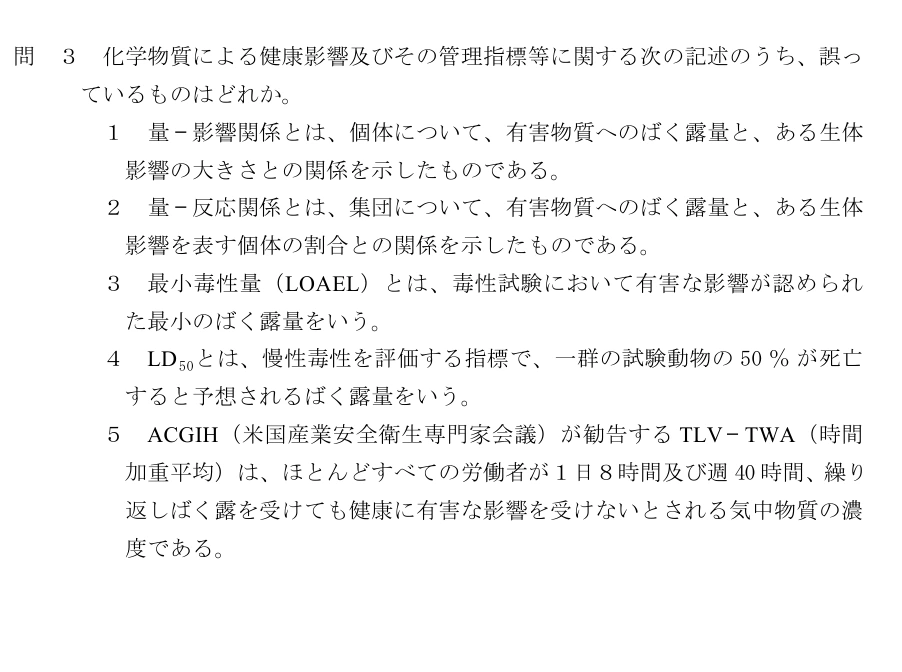 問　３　化学物質による健康影響及びその管理指標等に関する次の記述のうち、誤っ
ているものはどれか。
１　量−影響関係とは、個体について、有害物質へのばく露量と、ある生体
影響の大きさとの関係を示したものである。
２　量−反応関係とは、集団について、有害物質へのばく露量と、ある生体
影響を表す個体の割合との関係を示したものである。
３　最小毒性量（LOAEL）とは、毒性試験において有害な影響が認められ
た最小のばく露量をいう。
４　LD50とは、慢性毒性を評価する指標で、一群の試験動物の 50 ％ が死亡
すると予想されるばく露量をいう。
５　ACGIH（米国産業安全衛生専門家会議）が勧告する TLV−TWA（時間
加重平均）は、ほとんどすべての労働者が１日８時間及び週 40 時間、繰り
返しばく露を受けても健康に有害な影響を受けないとされる気中物質の濃
度である。